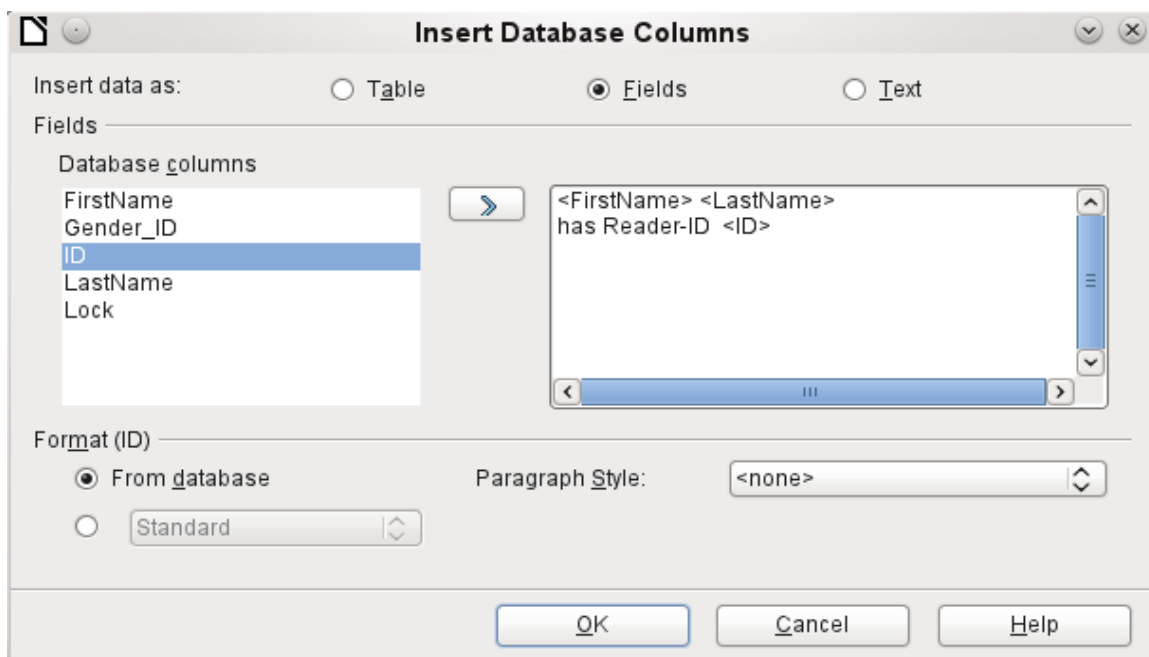 Insert Database Columns
Insert data as: Table Fields Text
Fields
Database columns
FirstName
Gender_ID
ID
LastName
Lock
<FirstName> <LastName>
has Reader-ID  <ID>
Format (ID)
From database Paragraph Style: <none>
Standard
OK Cancel Help